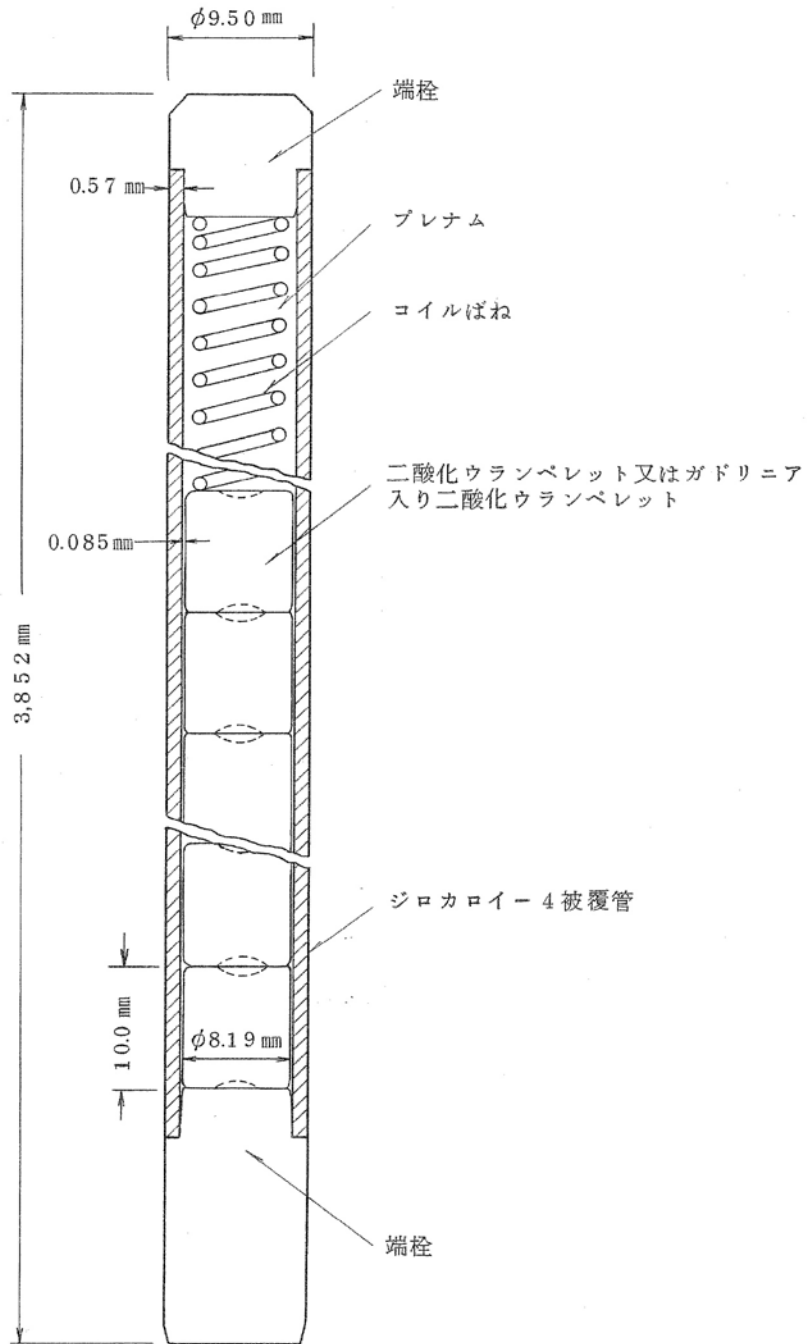 φ9.50 mm
端栓
0.57 mm
プレナム
コイルばね
二酸化ウランペレット又はガドリニア
入り二酸化ウランペレット
0.085mm
3,852 mm
ジロカロイー4被覆管
10.0 mm
φ8.19 mm
端栓